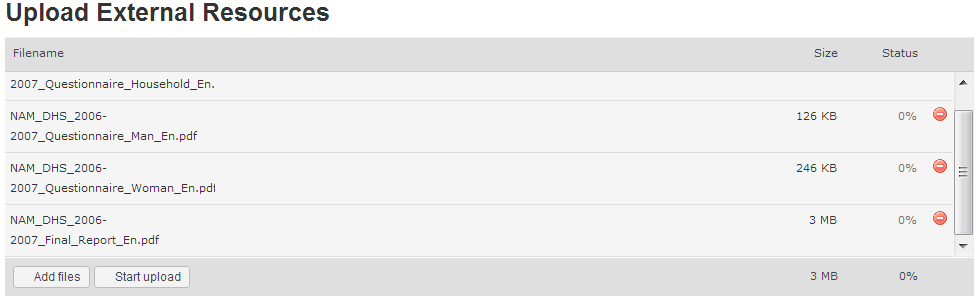 Upload External Resources
Filename Size Status
2007_Questionnaire_Household_En.
NAM_DHS_2006-
2007_Questionnaire_Man_En.pdf 126 KB 0%
NAM_DHS_2006-
2007_Questionnaire_Woman_En.pdf 246 KB 0%
NAM_DHS_2006-
2007_Final_Report_En.pdf 3 MB 0%
Add files Start upload 3 MB 0%